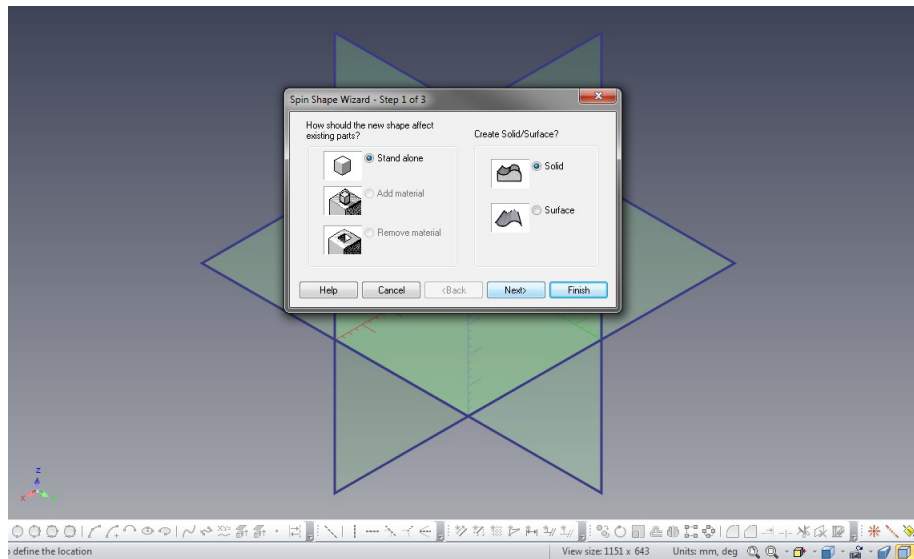 Spin Shape Wizard - Step 1 of 3
How should the new shape affect
existing parts?
Create Solid/Surface?
Stand alone
Solid
Add material
Surface
Remove material
Help
Cancel
<Back
Next>
Finish
z
x
define the location
View size: 1151 x 643
Units: mm, deg